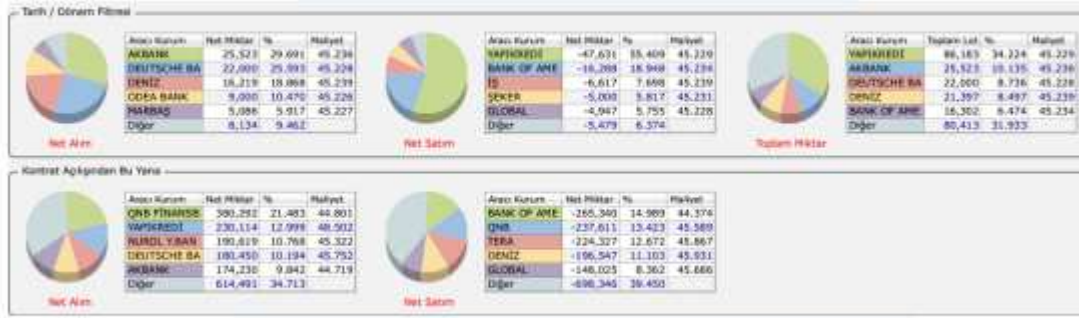 Tarih / Dönem Filtresi
Aracı Kurum Net Miktar % Maliyet
AKBANK 25,523 29.691 45.236
DEUTSCHE BA 22,000 25.593 45.228
DENİZ 16,219 18.868 45.239
ODEA BANK 9,000 10.470 45.226
MARBAŞ 5,086 5.917 45.227
Diğer 8,134 9.462
Net Alım
Aracı Kurum Net Miktar % Maliyet
YAPIKREDİ -47,631 55.409 45.229
BANK OF AME -16,288 18.948 45.234
İŞ -6,617 7.698 45.239
ŞEKER -5,000 5.817 45.231
GLOBAL -4,947 5.755 45.228
Diğer -5,479 6.374
Net Satım
Aracı Kurum Toplam Lot %  Maliyet
YAPIKREDİ 86,183 34.224 45.229
AKBANK 25,523 10.135 45.236
DEUTSCHE BA 22,000 8.736 45.228
DENİZ 21,397 8.497 45.239
BANK OF AME 16,302 6.474 45.234
Diğer 80,413 31.933
Toplam Miktar
Kontrat Açılışından Bu Yana
Aracı Kurum Net Miktar % Maliyet
QNB FİNANSB 380,292 21.483 44.801
YAPIKREDİ 230,114 12.999 48.502
NUROL Y.BAN 190,619 10.768 45.322
DEUTSCHE BA 180,450 10.194 45.752
AKBANK 174,230 9.842 44.719
Diğer 614,491 34.713
Net Alım
Aracı Kurum Net Miktar % Maliyet
BANK OF AME -265,340 14.989 44.374
QNB -237,611 13.423 45.589
TERA -224,327 12.672 45.867
DENİZ -196,547 11.103 45.931
GLOBAL -148,025 8.362 45.686
Diğer -698,346 39.450
Net Satım